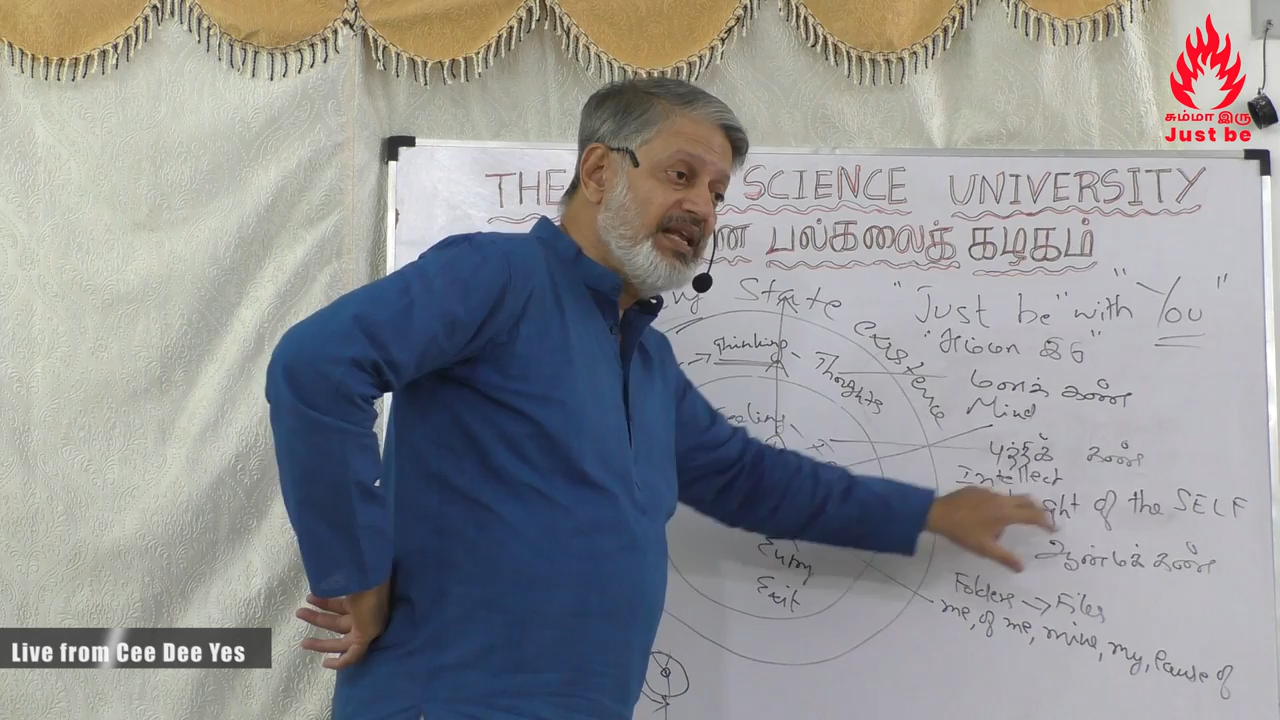 சும்மா இரு
Just be
THE SCIENCE UNIVERSITY
பல்கலைக் கழகம்
State "Just be" with "You"
"சும்மா இரு"
Thinking Thoughts existence
மனக் கண்
Mind
புத்திக் கண்
Intellect
of the SELF
ஆன்மக் கண்
Entry
Exit
Folders → Files
me, of me, mine, my, Cause of
Live from Cee Dee Yes